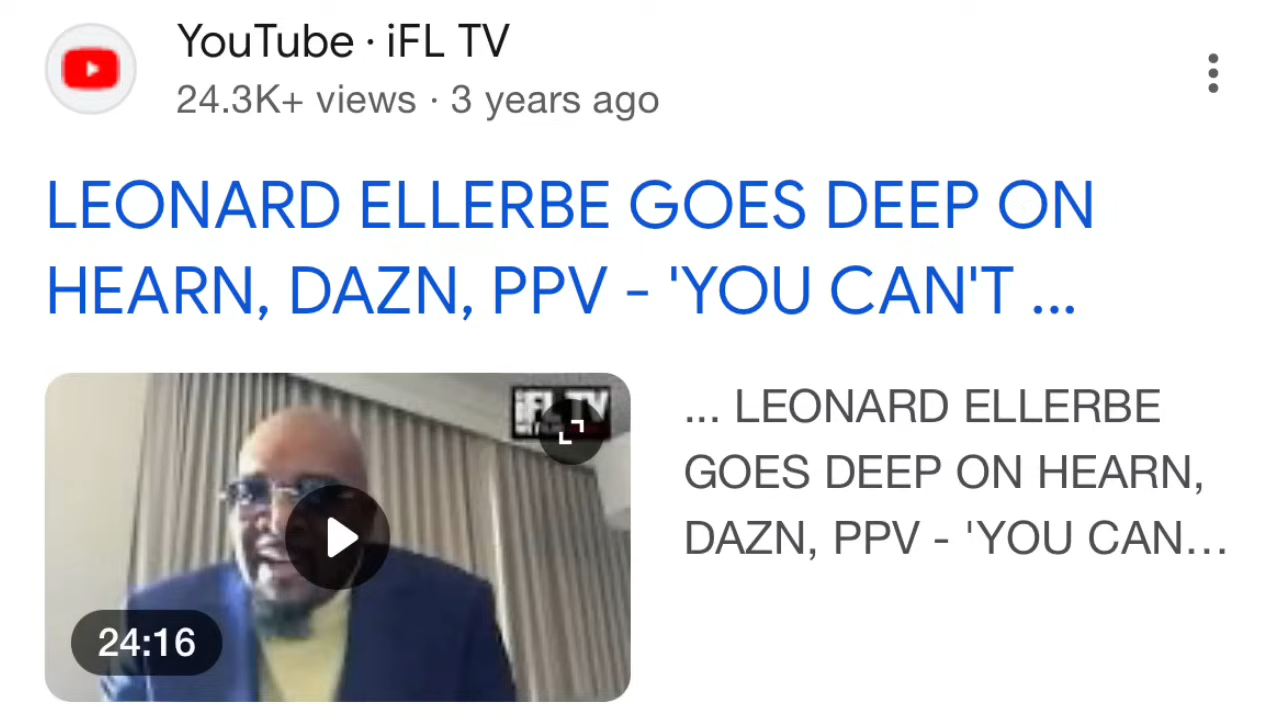 YouTube · iFL TV
24.3K+ views · 3 years ago
LEONARD ELLERBE GOES DEEP ON
HEARN, DAZN, PPV - 'YOU CAN'T ...
iFL TV
24:16
... LEONARD ELLERBE
GOES DEEP ON HEARN,
DAZN, PPV - 'YOU CAN...